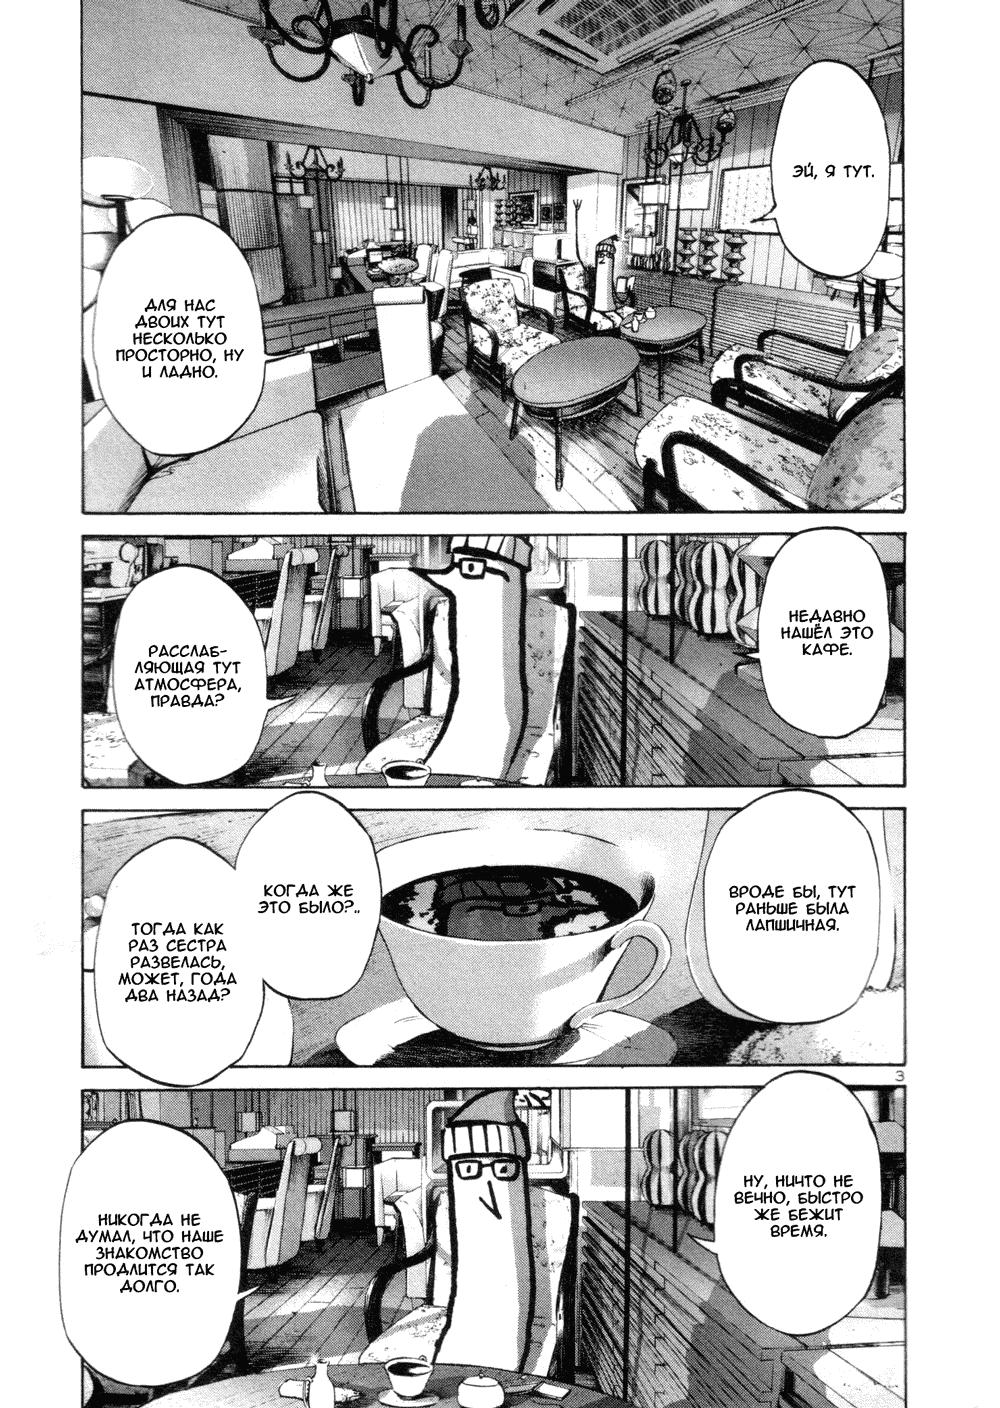 ЭЙ, Я ТУТ.
ДЛЯ НАС
ДВОИХ ТУТ
НЕСКОЛЬКО
ПРОСТОРНО, НУ
И ЛАДНО.
НЕДАВНО
НАШЁЛ ЭТО
КАФЕ.
РАССЛАБ-
ЛЯЮЩАЯ ТУТ
АТМОСФЕРА,
ПРАВДА?
ВРОДЕ БЫ, ТУТ
РАНЬШЕ БЫЛА
ЛАПШИЧНАЯ.
КОГДА ЖЕ
ЭТО БЫЛО?..
ТОГДА КАК
РАЗ СЕСТРА
РАЗВЕЛАСЬ,
МОЖЕТ, ГОДА
ДВА НАЗАД?
3
НУ, НИЧТО НЕ
ВЕЧНО, БЫСТРО
ЖЕ БЕЖИТ
ВРЕМЯ.
НИКОГДА НЕ
ДУМАЛ, ЧТО НАШЕ
ЗНАКОМСТВО
ПРОДЛИТСЯ ТАК
ДОЛГО.